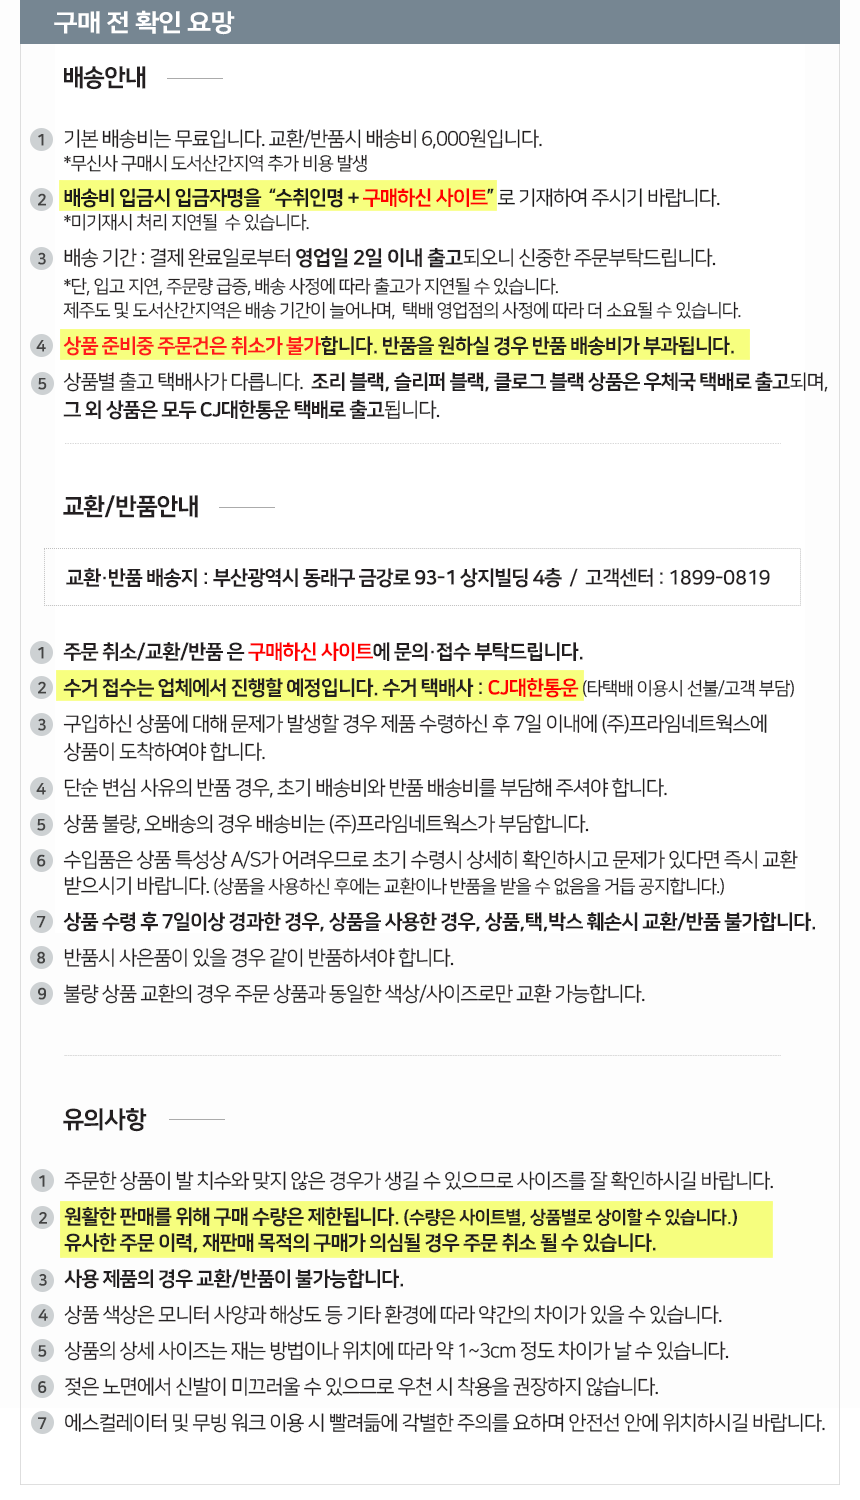 구매 전 확인 요망
배송안내
1 기본 배송비는 무료입니다. 교환/반품시 배송비 6,000원입니다.
*무신사 구매시 도서산간지역 추가 비용 발생
2 배송비 입금시 입금자명을 “수취인명 + 구매하신 사이트” 로 기재하여 주시기 바랍니다.
*미기재시 처리 지연될 수 있습니다.
3 배송 기간 : 결제 완료일로부터 영업일 2일 이내 출고되오니 신중한 주문부탁드립니다.
*단, 입고 지연, 주문량 급증, 배송 사정에 따라 출고가 지연될 수 있습니다.
제주도 및 도서산간지역은 배송 기간이 늘어나며, 택배 영업점의 사정에 따라 더 소요될 수 있습니다.
4 상품 준비중 주문건은 취소가 불가합니다. 반품을 원하실 경우 반품 배송비가 부과됩니다.
5 상품별 출고 택배사가 다릅니다. 조리 블랙, 슬리퍼 블랙, 클로그 블랙 상품은 우체국 택배로 출고되며,
그 외 상품은 모두 CJ대한통운 택배로 출고됩니다.
교환/반품안내
교환·반품 배송지 : 부산광역시 동래구 금강로 93-1 상지빌딩 4층 / 고객센터 : 1899-0819
1 주문 취소/교환/반품 은 구매하신 사이트에 문의·접수 부탁드립니다.
2 수거 접수는 업체에서 진행할 예정입니다. 수거 택배사 : CJ대한통운 (타택배 이용시 선불/고객 부담)
3 구입하신 상품에 대해 문제가 발생할 경우 제품 수령하신 후 7일 이내에 (주)프라임네트웍스에
상품이 도착하여야 합니다.
4 단순 변심 사유의 반품 경우, 초기 배송비와 반품 배송비를 부담해 주셔야 합니다.
5 상품 불량, 오배송의 경우 배송비는 (주)프라임네트웍스가 부담합니다.
6 수입품은 상품 특성상 A/S가 어려우므로 초기 수령시 상세히 확인하시고 문제가 있다면 즉시 교환
받으시기 바랍니다. (상품을 사용하신 후에는 교환이나 반품을 받을 수 없음을 거듭 공지합니다.)
7 상품 수령 후 7일이상 경과한 경우, 상품을 사용한 경우, 상품,택,박스 훼손시 교환/반품 불가합니다.
8 반품시 사은품이 있을 경우 같이 반품하셔야 합니다.
9 불량 상품 교환의 경우 주문 상품과 동일한 색상/사이즈로만 교환 가능합니다.
유의사항
1 주문한 상품이 발 치수와 맞지 않은 경우가 생길 수 있으므로 사이즈를 잘 확인하시길 바랍니다.
2 원활한 판매를 위해 구매 수량은 제한됩니다. (수량은 사이트별, 상품별로 상이할 수 있습니다.)
유사한 주문 이력, 재판매 목적의 구매가 의심될 경우 주문 취소 될 수 있습니다.
3 사용 제품의 경우 교환/반품이 불가능합니다.
4 상품 색상은 모니터 사양과 해상도 등 기타 환경에 따라 약간의 차이가 있을 수 있습니다.
5 상품의 상세 사이즈는 재는 방법이나 위치에 따라 약 1~3cm 정도 차이가 날 수 있습니다.
6 젖은 노면에서 신발이 미끄러울 수 있으므로 우천 시 착용을 권장하지 않습니다.
7 에스컬레이터 및 무빙 워크 이용 시 빨려듦에 각별한 주의를 요하며 안전선 안에 위치하시길 바랍니다.